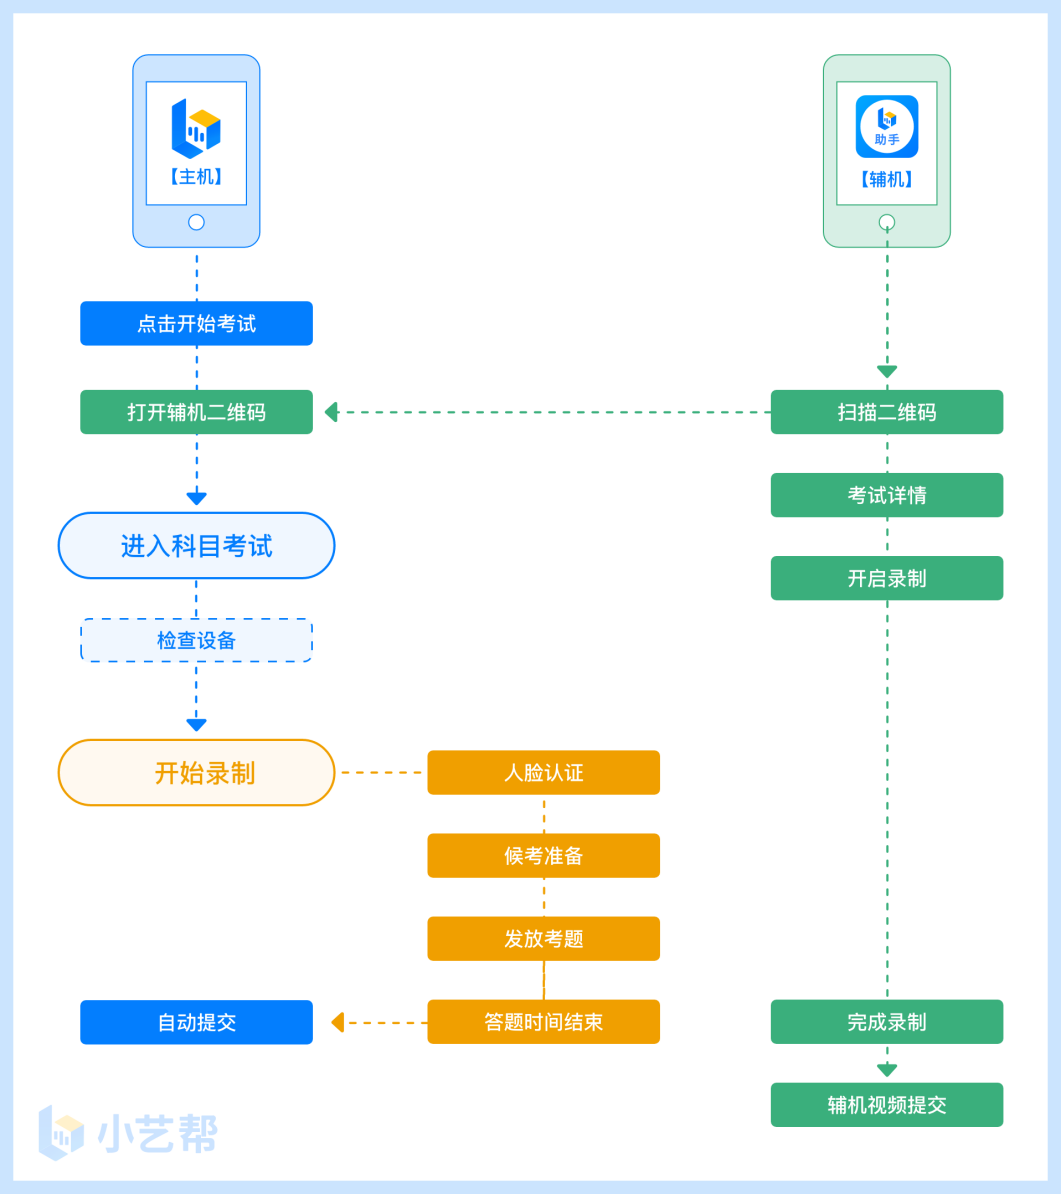 【主机】
助手
【辅机】
点击开始考试
打开辅机二维码
扫描二维码
考试详情
进入科目考试
开启录制
检查设备
开始录制
人脸认证
候考准备
发放考题
自动提交
答题时间结束
完成录制
辅机视频提交
小艺帮